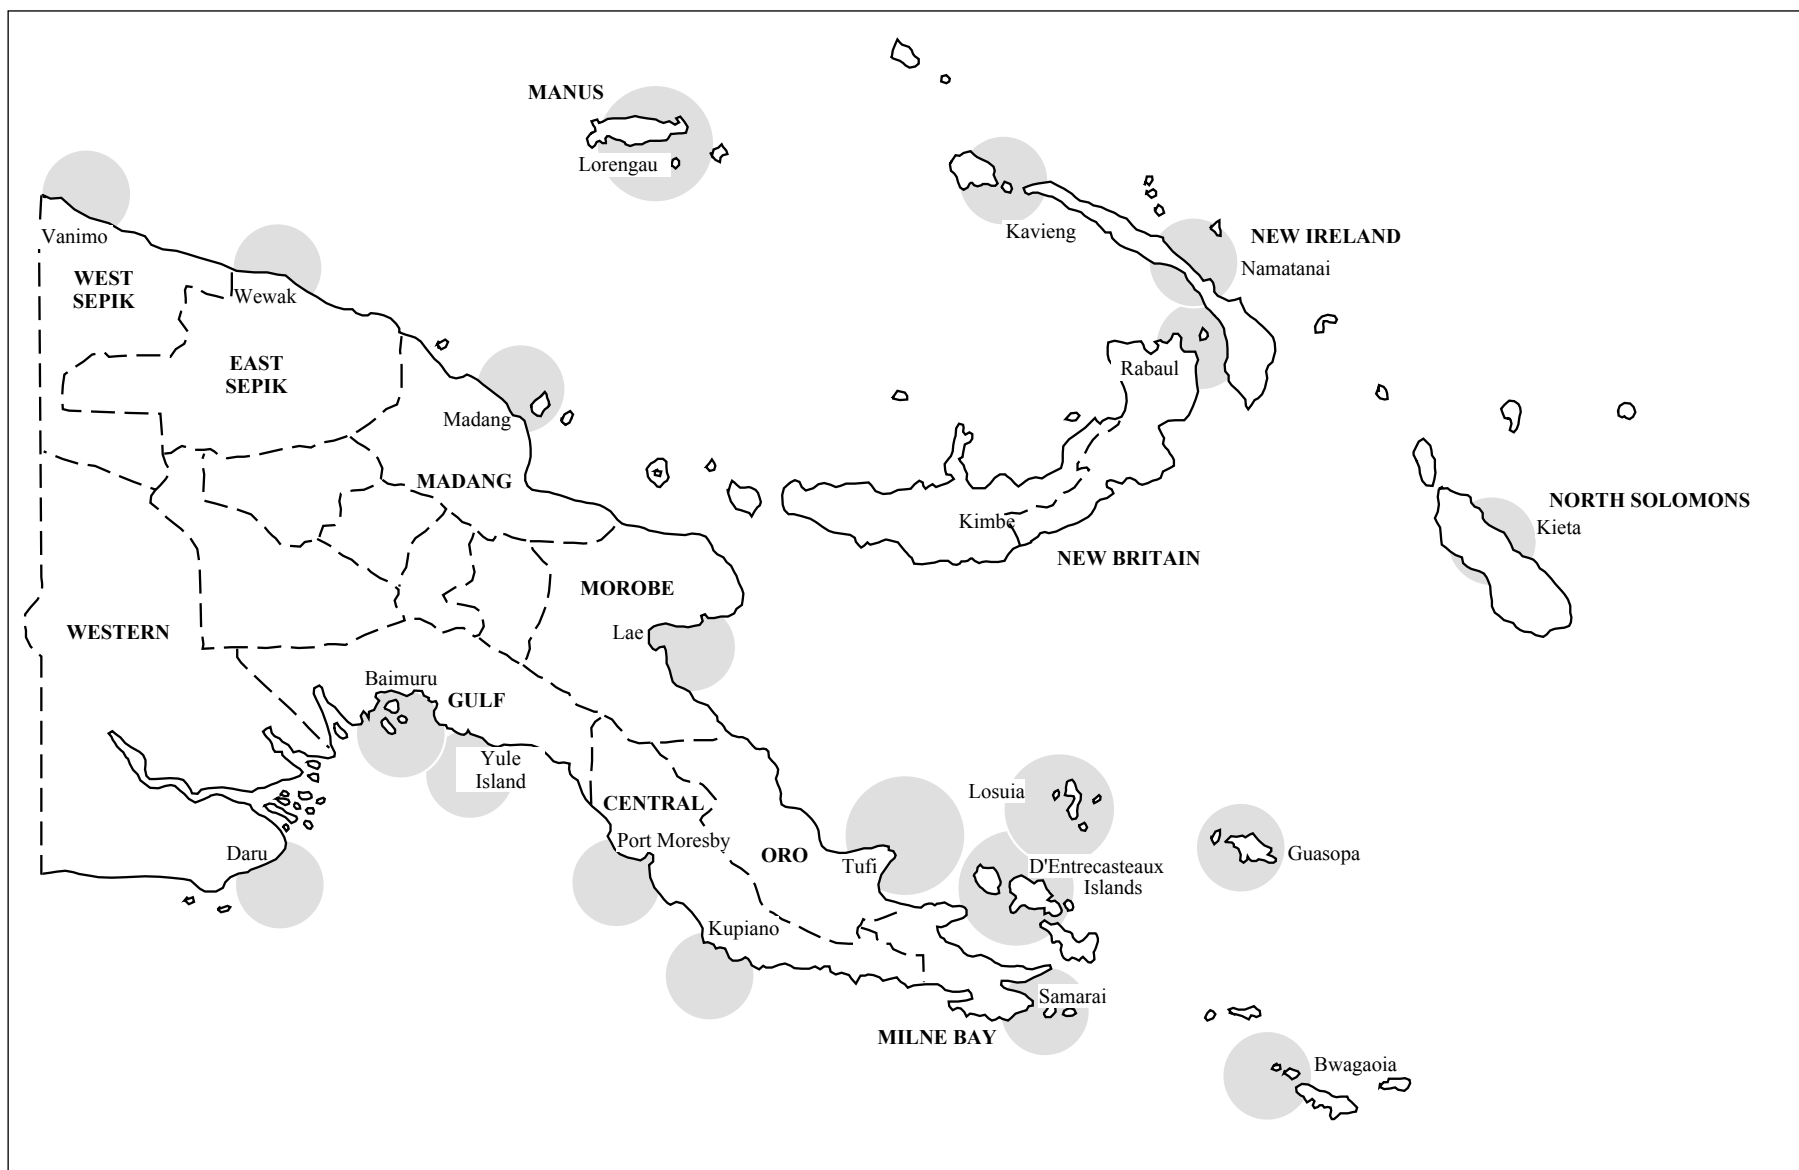 MANUS
Lorengau
Vanimo
WEST
SEPIK
Wewak
EAST
SEPIK
Madang
MADANG
Kavieng
NEW IRELAND
Namatanai
Rabaul
Kimbe
NEW BRITAIN
NORTH SOLOMONS
Kieta
MOROBE
Lae
WESTERN
Baimuru
GULF
Yule
Island
CENTRAL
Port Moresby
Daru
ORO
Tufi
Losuia
D'Entrecasteaux
Islands
Guasopa
Kupiano
Samarai
MILNE BAY
Bwagaoia